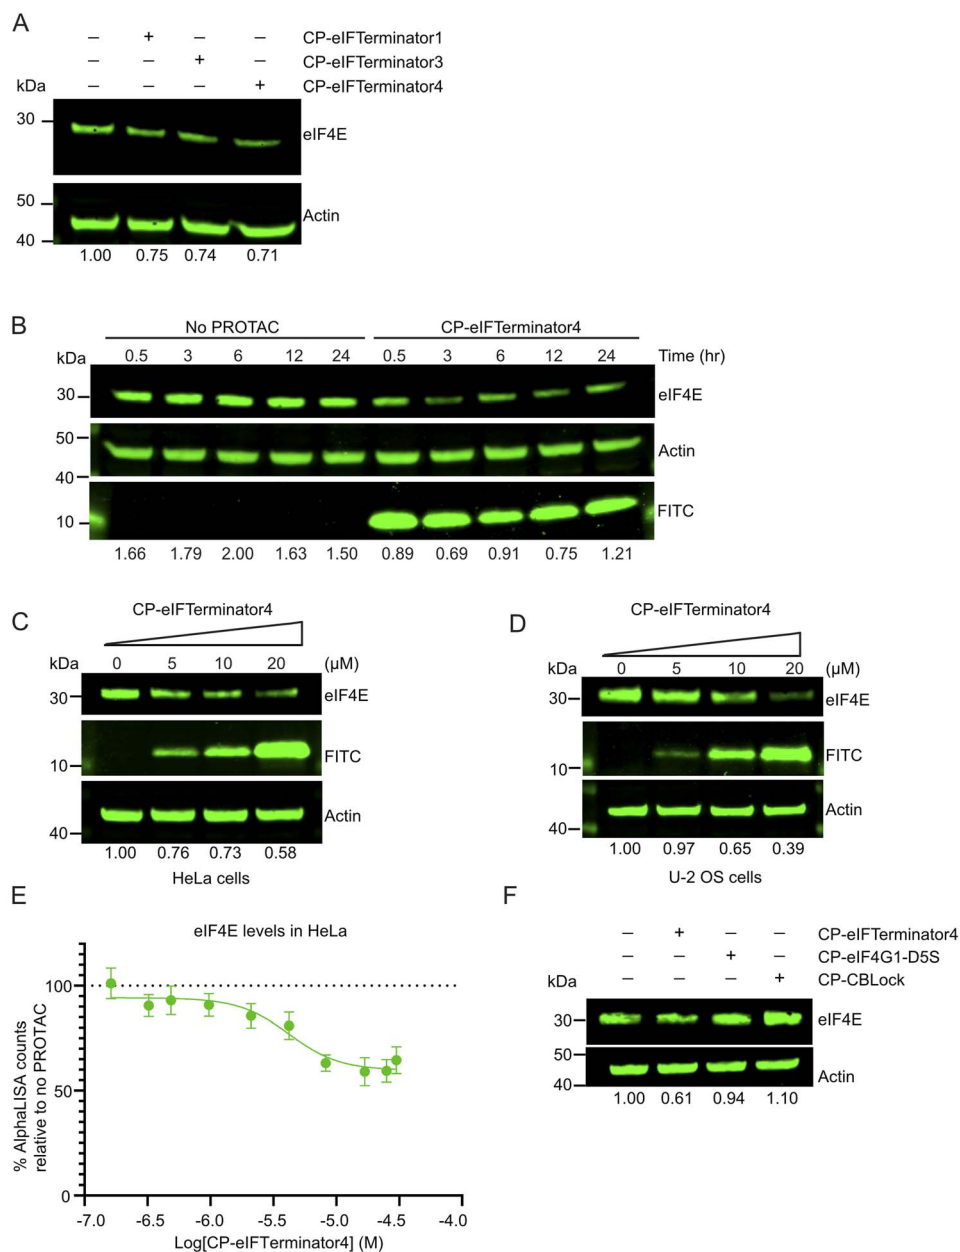 A
– + – – CP-eIFTerminator1
– – + – CP-eIFTerminator3
kDa – – – + CP-eIFTerminator4
30
eIF4E
50
Actin
40
1.00 0.75 0.74 0.71
B
No PROTAC CP-eIFTerminator4
kDa 0.5 3 6 12 24 0.5 3 6 12 24 Time (hr)
30 eIF4E
50
Actin
40
10 FITC
1.66 1.79 2.00 1.63 1.50 0.89 0.69 0.91 0.75 1.21
C
CP-eIFTerminator4
kDa 0 5 10 20 (µM)
30 eIF4E
FITC
10
Actin
40
1.00 0.76 0.73 0.58
HeLa cells
D
CP-eIFTerminator4
kDa 0 5 10 20 (µM)
30 eIF4E
FITC
10
Actin
40
1.00 0.97 0.65 0.39
U-2 OS cells
E
eIF4E levels in HeLa
% AlphaLISA counts
relative to no PROTAC
100
50
0
-7.0 -6.5 -6.0 -5.5 -5.0 -4.5 -4.0
Log[CP-eIFTerminator4] (M)
F
– + – – CP-eIFTerminator4
– – + – CP-eIF4G1-D5S
kDa – – – + CP-CBLock
30 eIF4E
50
Actin
40
1.00 0.61 0.94 1.10